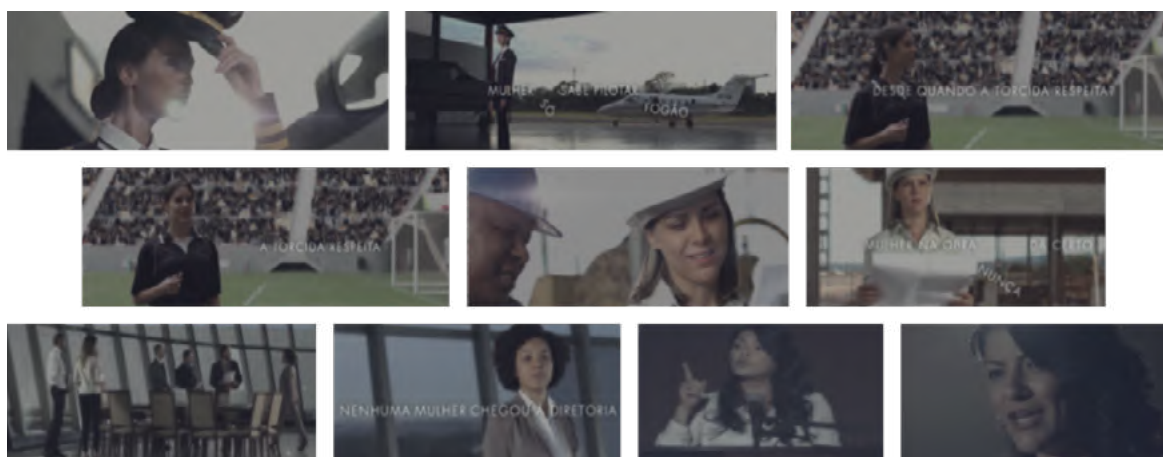 MULHER SÓ SABE PILOTAR FOGÃO
DESDE QUANDO A TORCIDA RESPEITA?
A TORCIDA RESPEITA
MULHER NA OBRA NUNCA DÁ CERTO
NENHUMA MULHER CHEGOU À DIRETORIA